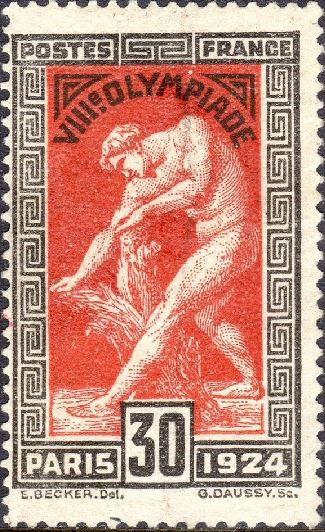 POSTES FRANCE
VIIIe OLYMPIADE
30
PARIS 1924
E.BECKER.Del. G.DAUSSY.Sc.